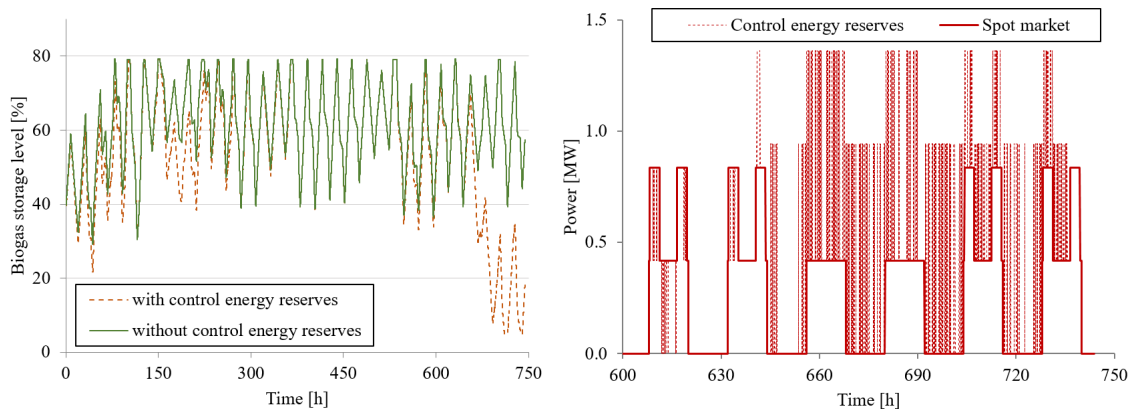 Biogas storage level [%]
80
60
40
20
0
with control energy reserves
without control energy reserves
0 150 300 450 600 750
Time [h]
Control energy reserves Spot market
Power [MW]
1.5
1.0
0.5
0.0
600 630 660 690 720 750
Time [h]